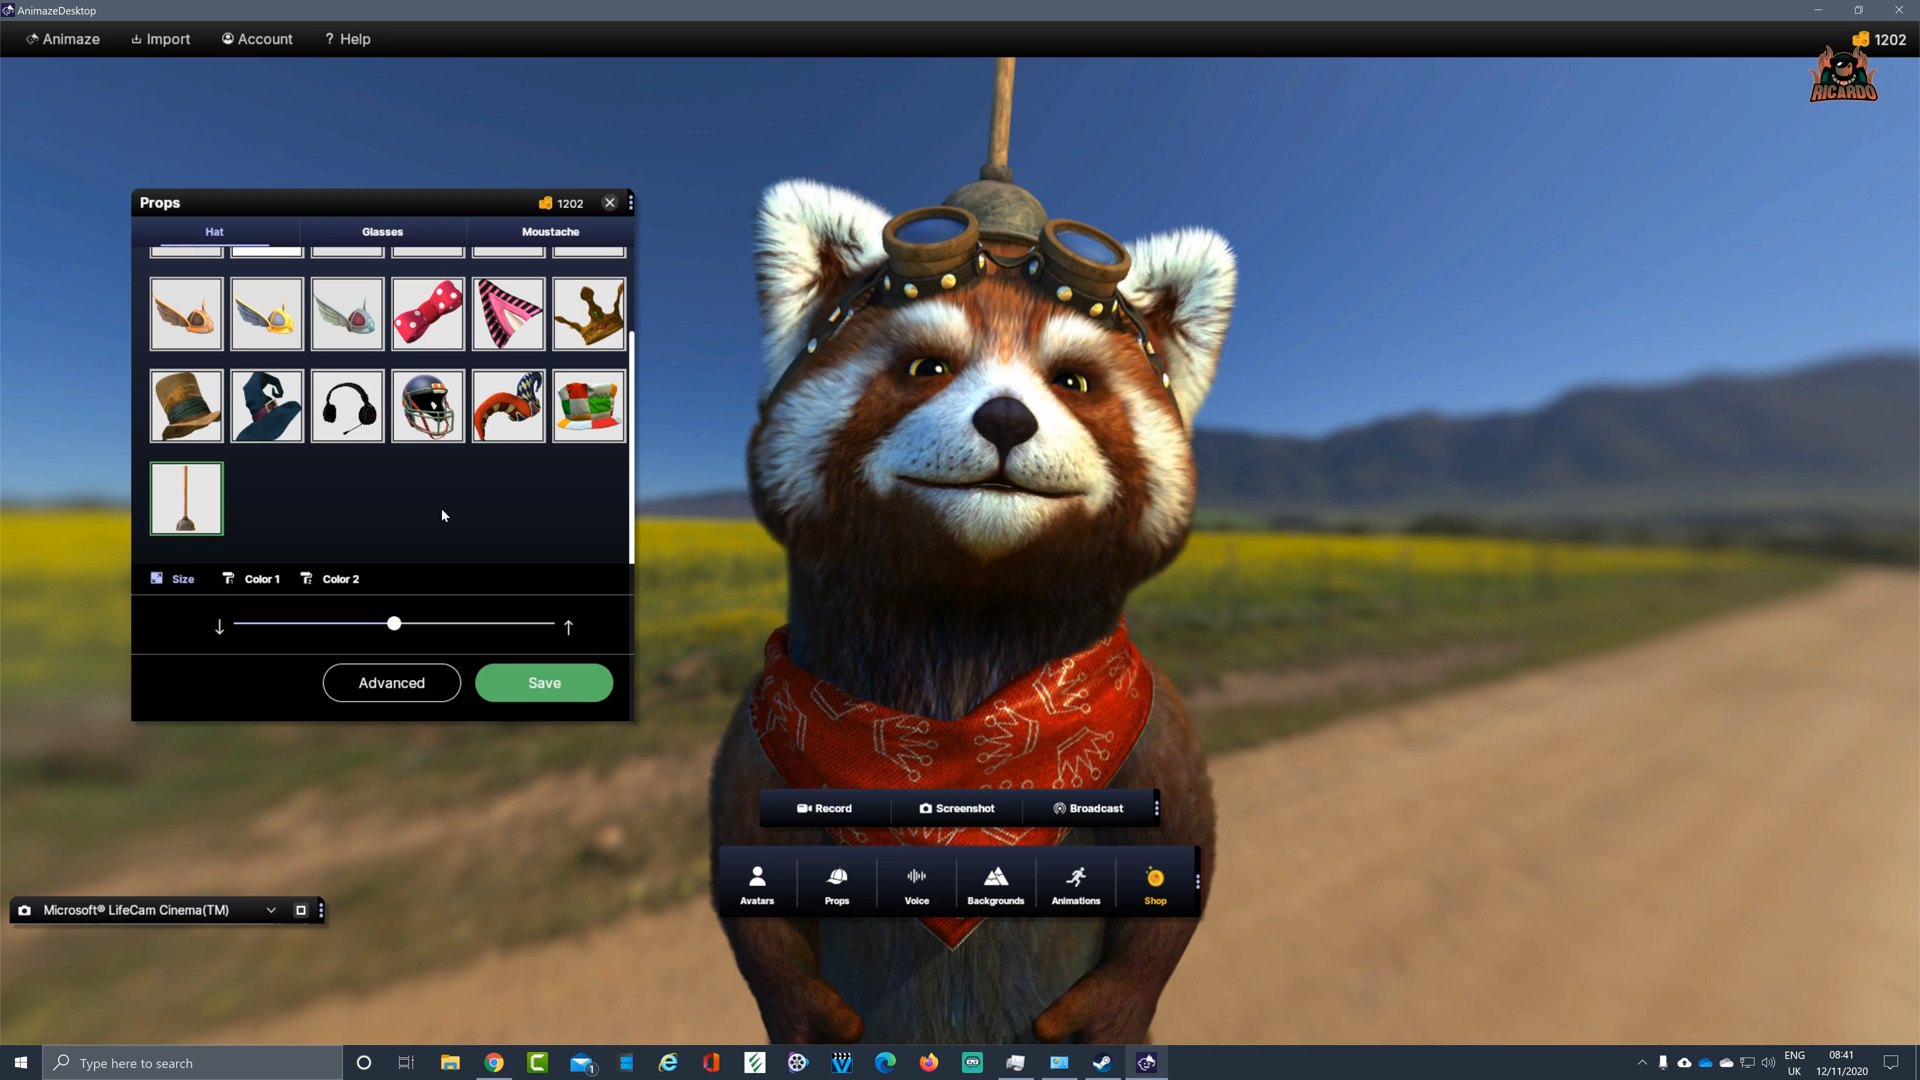 AnimazeDesktop
Animaze Import Account ? Help
1202
RICARDO
Props 1202
Hat Glasses Moustache
Size Color 1 Color 2
Advanced Save
Record Screenshot Broadcast
Avatars Props Voice Backgrounds Animations Shop
Microsoft® LifeCam Cinema(TM)
Type here to search
1
ENG
UK
08:41
12/11/2020